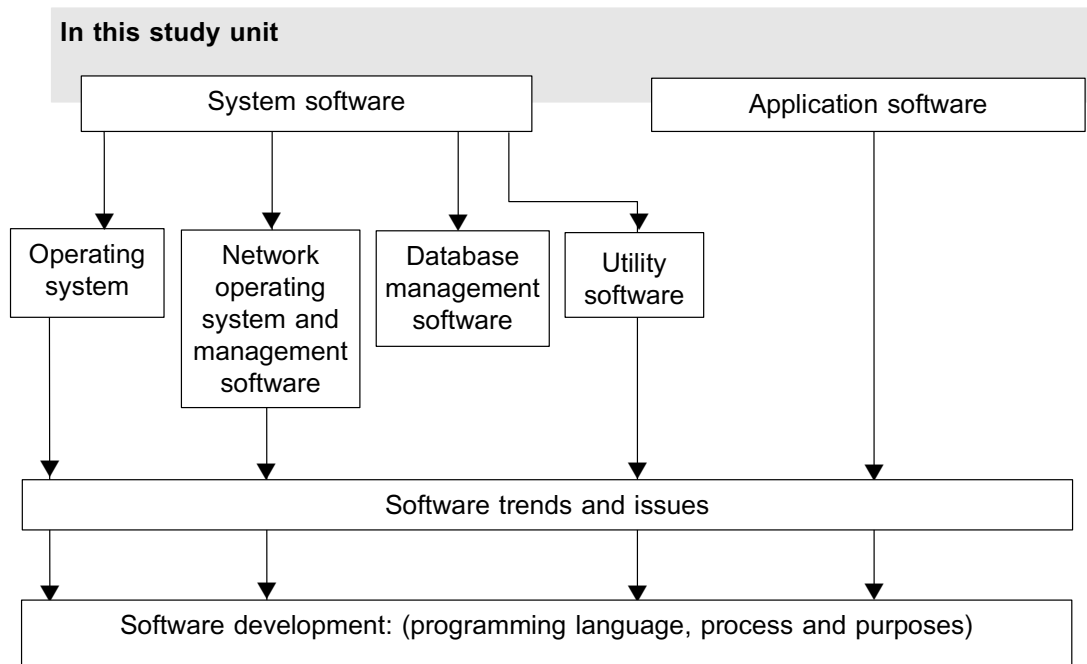 In this study unit
System software
Application software
Operating
system
Network
operating
system and
management
software
Database
management
software
Utility
software
Software trends and issues
Software development: (programming language, process and purposes)